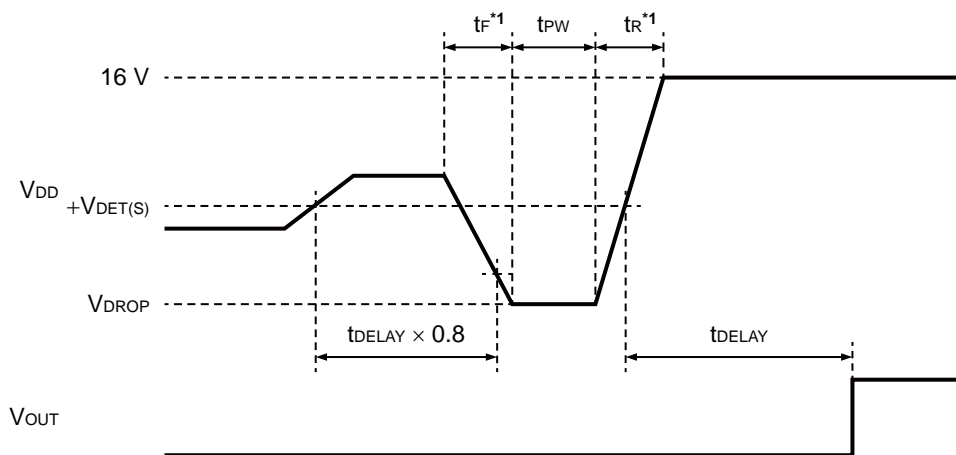 tF*1 tPW tR*1
16 V
VDD
+VDET(S)
VDROP
tDELAY × 0.8
tDELAY
VOUT